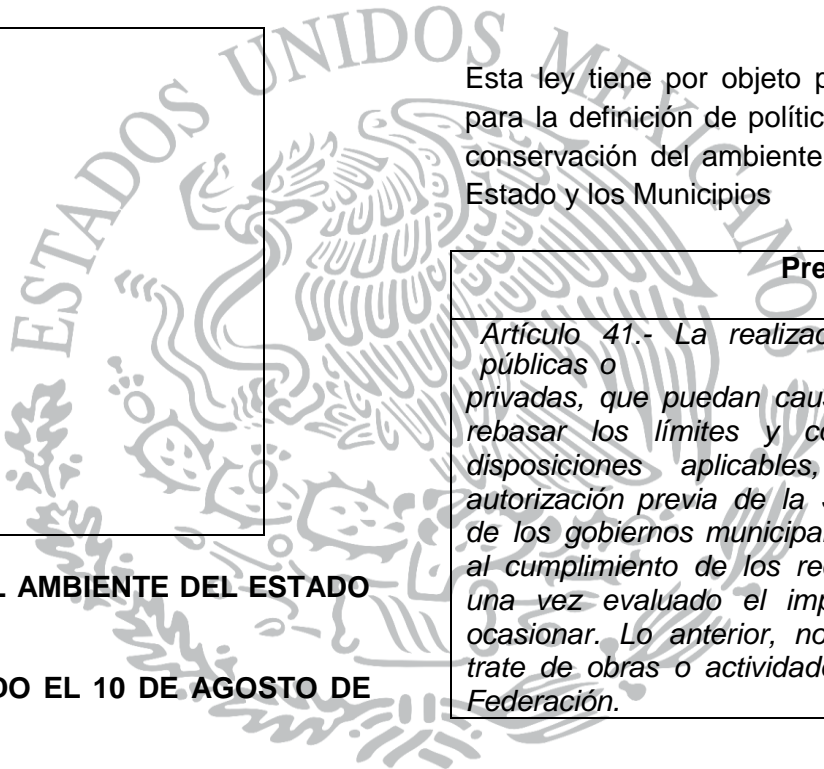 ESTADOS UNIDOS MEXICANOS
L AMBIENTE DEL ESTADO
DO EL 10 DE AGOSTO DE
Esta ley tiene por objeto p
para la definición de polític
conservación del ambiente
Estado y los Municipios
Pre
Artículo 41.- La realizac
públicas o
privadas, que puedan cau
rebasar los límites y co
disposiciones aplicables,
autorización previa de la
de los gobiernos municipa
al cumplimiento de los re
una vez evaluado el imp
ocasionar. Lo anterior, no
trate de obras o actividad
Federación.